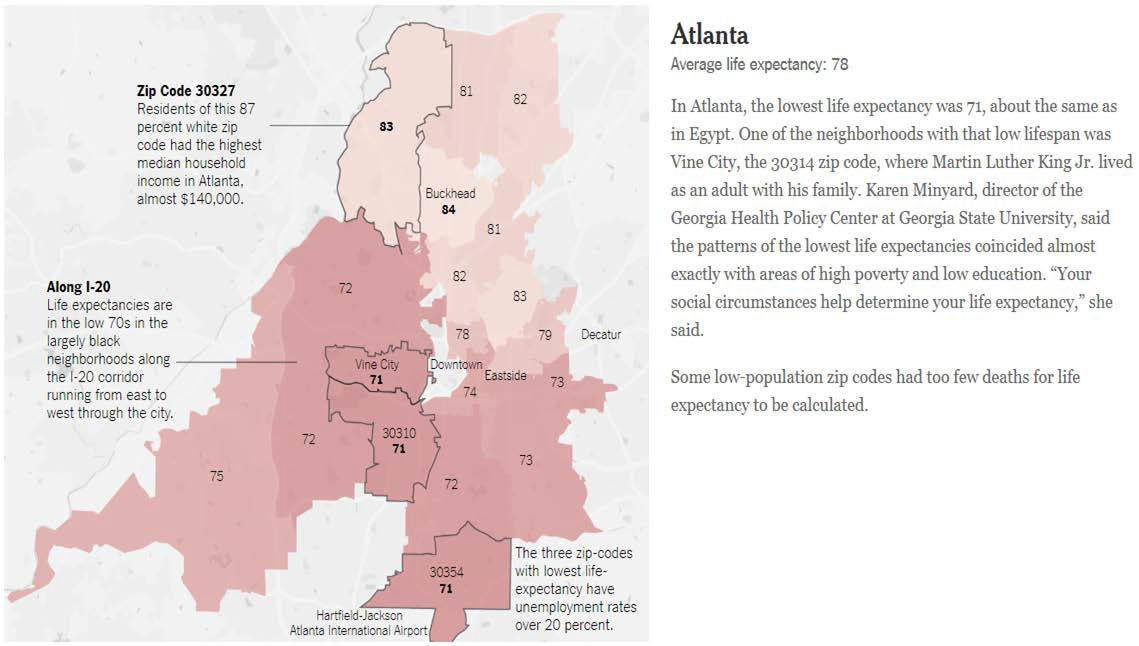 Zip Code 30327
Residents of this 87
percent white zip
code had the highest
median household
income in Atlanta,
almost $140,000.
81
82
83
Buckhead
84
81
82
83
72
Along I-20
Life expectancies are
in the low 70s in the
largely black
neighborhoods along
the I-20 corridor
running from east to
west through the city.
78
79
Decatur
Vine City
71
Downtown
Eastside
74
73
72
30310
71
75
72
73
30354
71
The three zip-codes
with lowest life-
expectancy have
unemployment rates
over 20 percent.
Hartfield-Jackson
Atlanta International Airport
Atlanta
Average life expectancy: 78
In Atlanta, the lowest life expectancy was 71, about the same as
in Egypt. One of the neighborhoods with that low lifespan was
Vine City, the 30314 zip code, where Martin Luther King Jr. lived
as an adult with his family. Karen Minyard, director of the
Georgia Health Policy Center at Georgia State University, said
the patterns of the lowest life expectancies coincided almost
exactly with areas of high poverty and low education. “Your
social circumstances help determine your life expectancy,” she
said.
Some low-population zip codes had too few deaths for life
expectancy to be calculated.